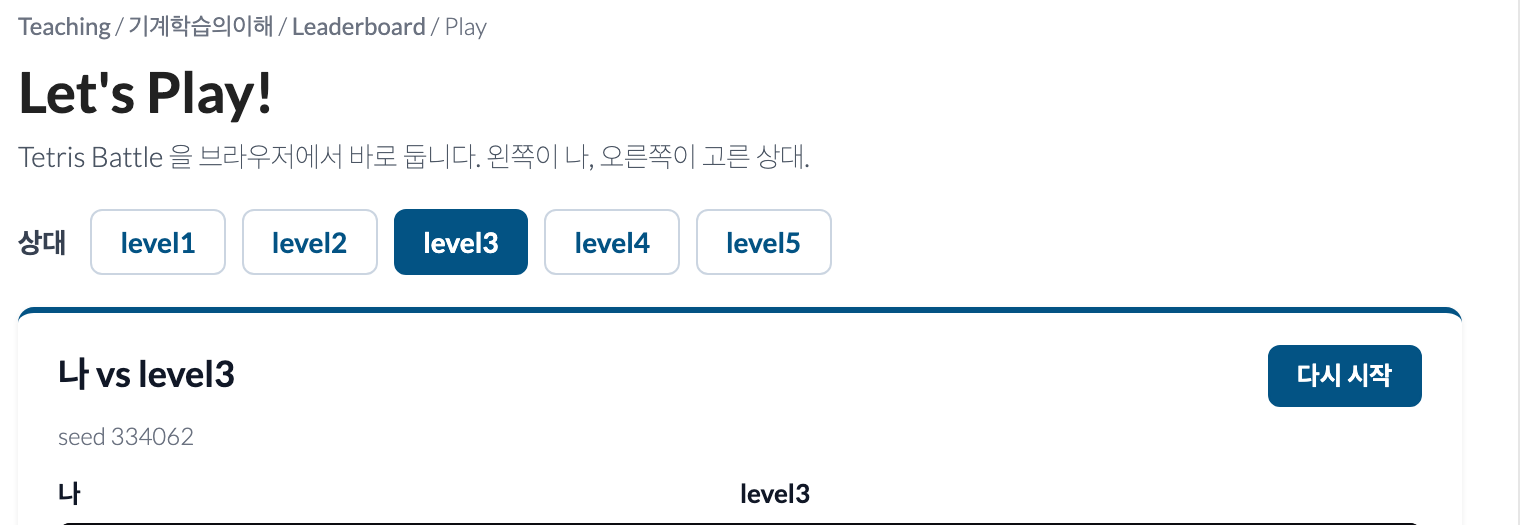 Teaching / 기계학습의이해 / Leaderboard / Play
Let's Play!
Tetris Battle 을 브라우저에서 바로 둡니다. 왼쪽이 나, 오른쪽이 고른 상대.
상대 level1 level2 level3 level4 level5
나 vs level3 다시 시작
seed 334062
나 level3